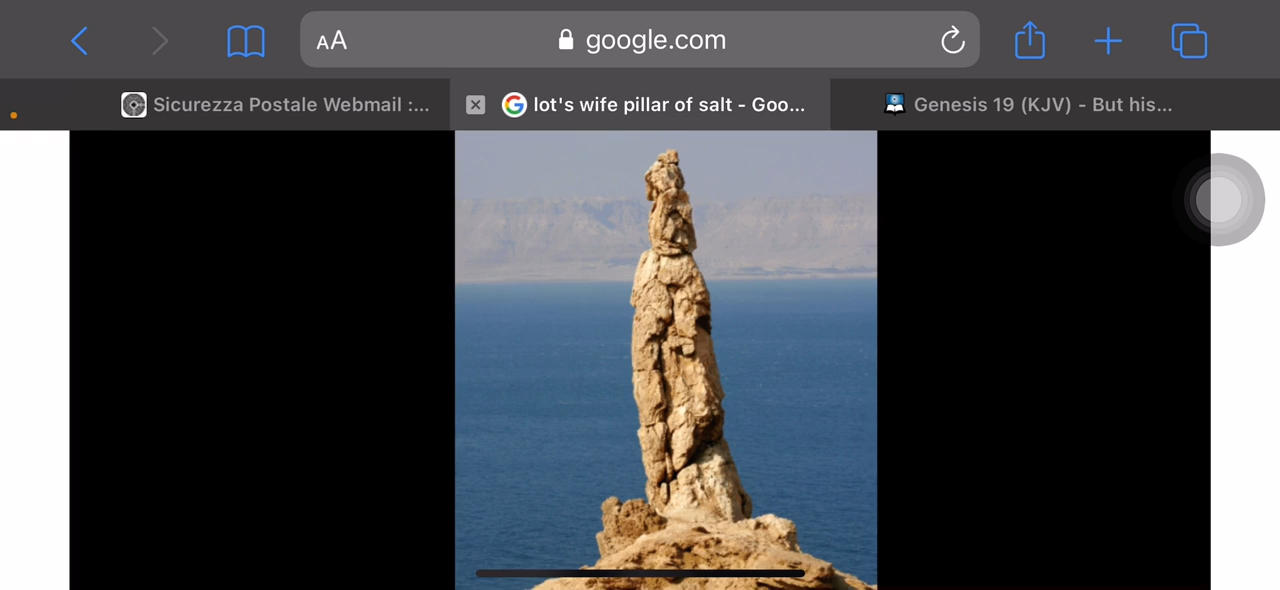 AA
google.com
Sicurezza Postale Webmail :...
lot's wife pillar of salt - Goo...
Genesis 19 (KJV) - But his...